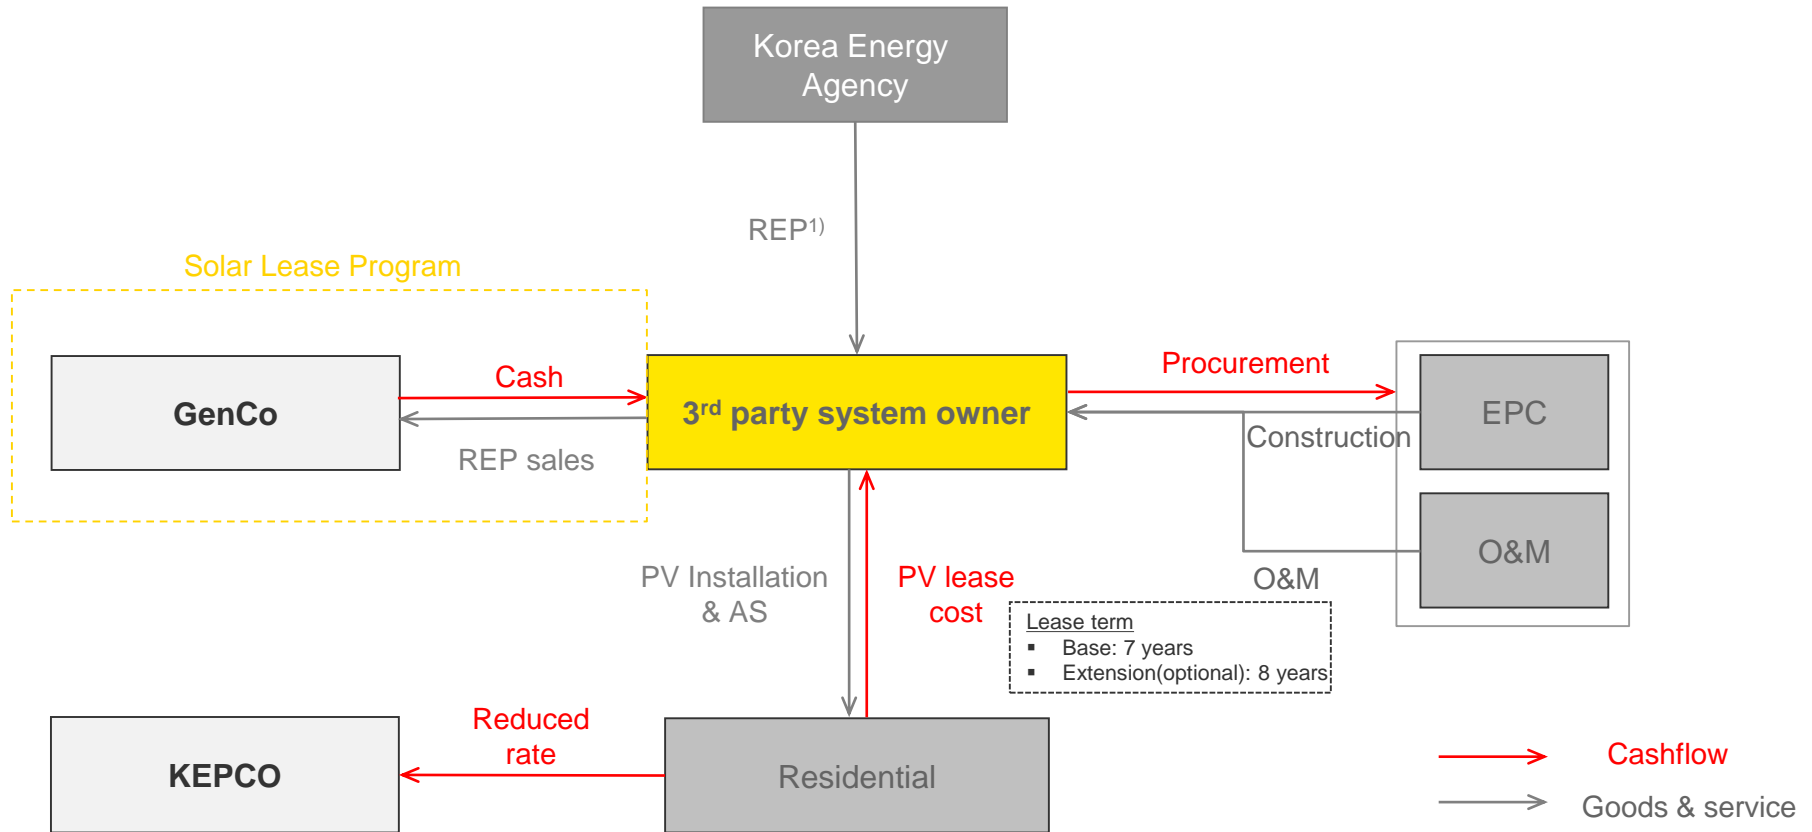 Korea Energy
Agency
REP1)
Solar Lease Program
GenCo
Cash
REP sales
3rd party system owner
Procurement
Construction
EPC
O&M
O&M
PV Installation
& AS
PV lease
cost
Lease term
▪ Base: 7 years
▪ Extension(optional): 8 years
KEPCO
Reduced
rate
Residential
Cashflow
Goods & service